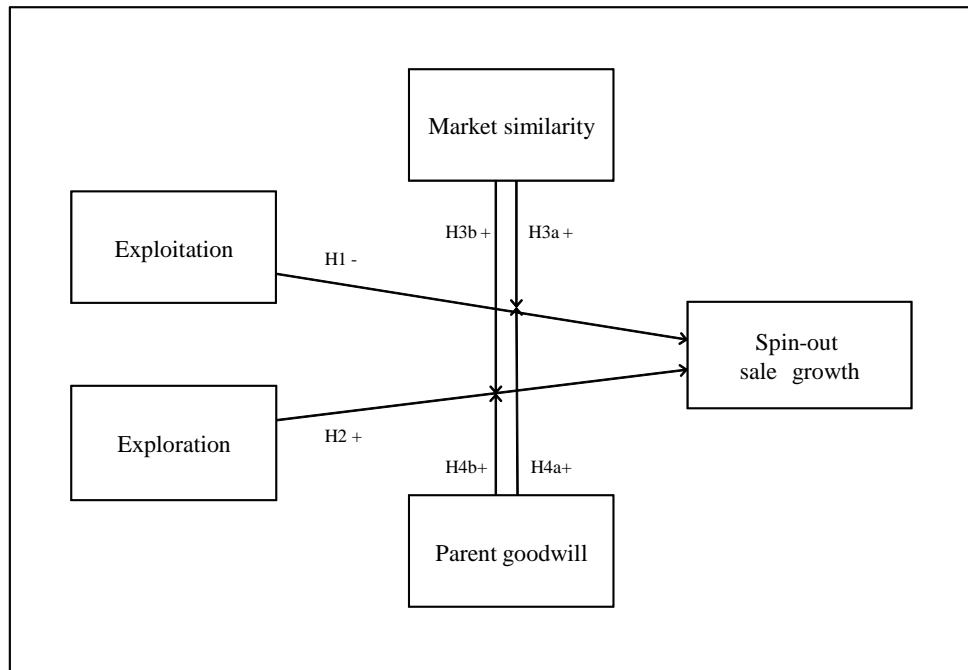 Market similarity
H3b +
H3a +
Exploitation
H1 -
Spin-out
sale growth
Exploration
H2 +
H4b+
H4a+
Parent goodwill